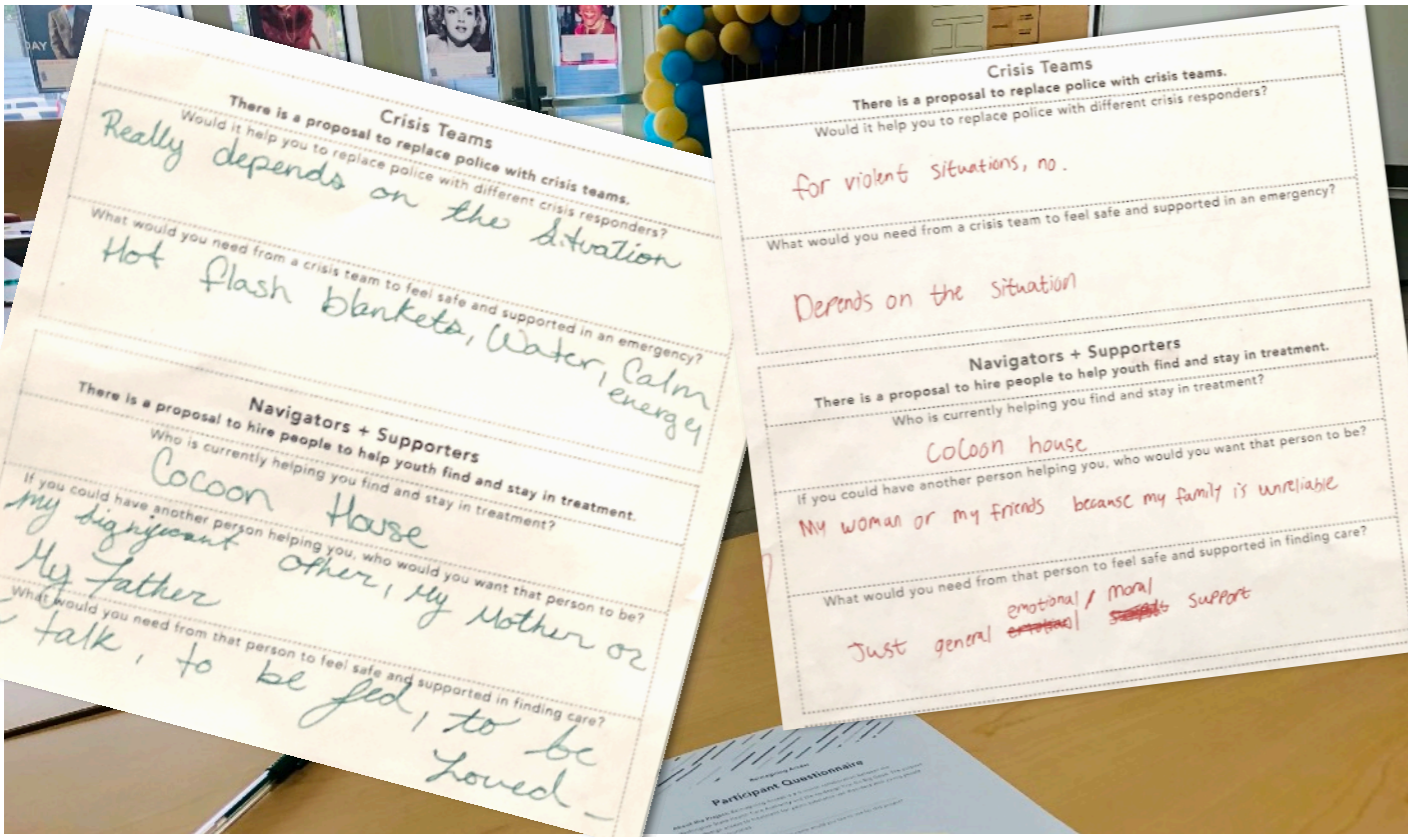 DAY
Crisis Teams
There is a proposal to replace police with crisis teams.
Would it help you to replace police with different crisis responders?
Really depends on the situation
What would you need from a crisis team to feel safe and supported in an emergency?
Hot flash blankets, Water, Calm
energy
Navigators + Supporters
There is a proposal to hire people to help youth find and stay in treatment.
Who is currently helping you find and stay in treatment?
Cocoon House
If you could have another person helping you, who would you want that person to be?
My significant other, My Mother or
My Father
What would you need from that person to feel safe and supported in finding care?
talk, to be fed, to be
Loved
Crisis Teams
There is a proposal to replace police with crisis teams.
Would it help you to replace police with different crisis responders?
for violent situations, no.
What would you need from a crisis team to feel safe and supported in an emergency?
Depends on the situation
Navigators + Supporters
There is a proposal to hire people to help youth find and stay in treatment.
Who is currently helping you find and stay in treatment?
Cocoon house
If you could have another person helping you, who would you want that person to be?
My woman or my friends because my family is unreliable
What would you need from that person to feel safe and supported in finding care?
emotional / moral
Just general support
Participant Questionnaire